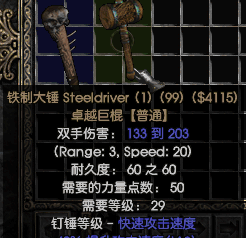 铁制大锤 Steeldriver (1) (99) ($4115)
卓越巨棍【普通】
双手伤害: 133 到 203
(Range: 3, Speed: 20)
耐久度: 60 之 60
需要的力量点数: 50
需要等级: 29
钉锤等级 - 快速攻击速度